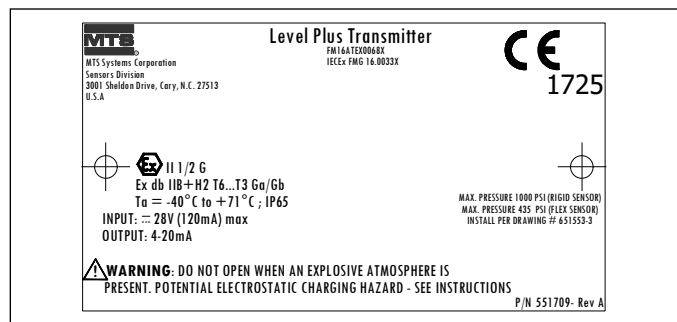 MTS
Level Plus Transmitter
FM16ATEX0068X
IECEx FMG 16.0033X
MTS Systems Corporation
Sensors Division
3001 Sheldon Drive, Cary, N.C. 27513
U.S.A
CE
1725
Ex II 1/2 G
Ex db IIB+H2 T6...T3 Ga/Gb
Ta = -40°C to +71°C ; IP65
INPUT: ⎓ 28V (120mA) max
OUTPUT: 4-20mA
MAX. PRESSURE 1000 PSI (RIGID SENSOR)
MAX. PRESSURE 435 PSI (FLEX SENSOR)
INSTALL PER DRAWING # 651553-3
WARNING: DO NOT OPEN WHEN AN EXPLOSIVE ATMOSPHERE IS
PRESENT. POTENTIAL ELECTROSTATIC CHARGING HAZARD - SEE INSTRUCTIONS
P/N 551709- Rev A